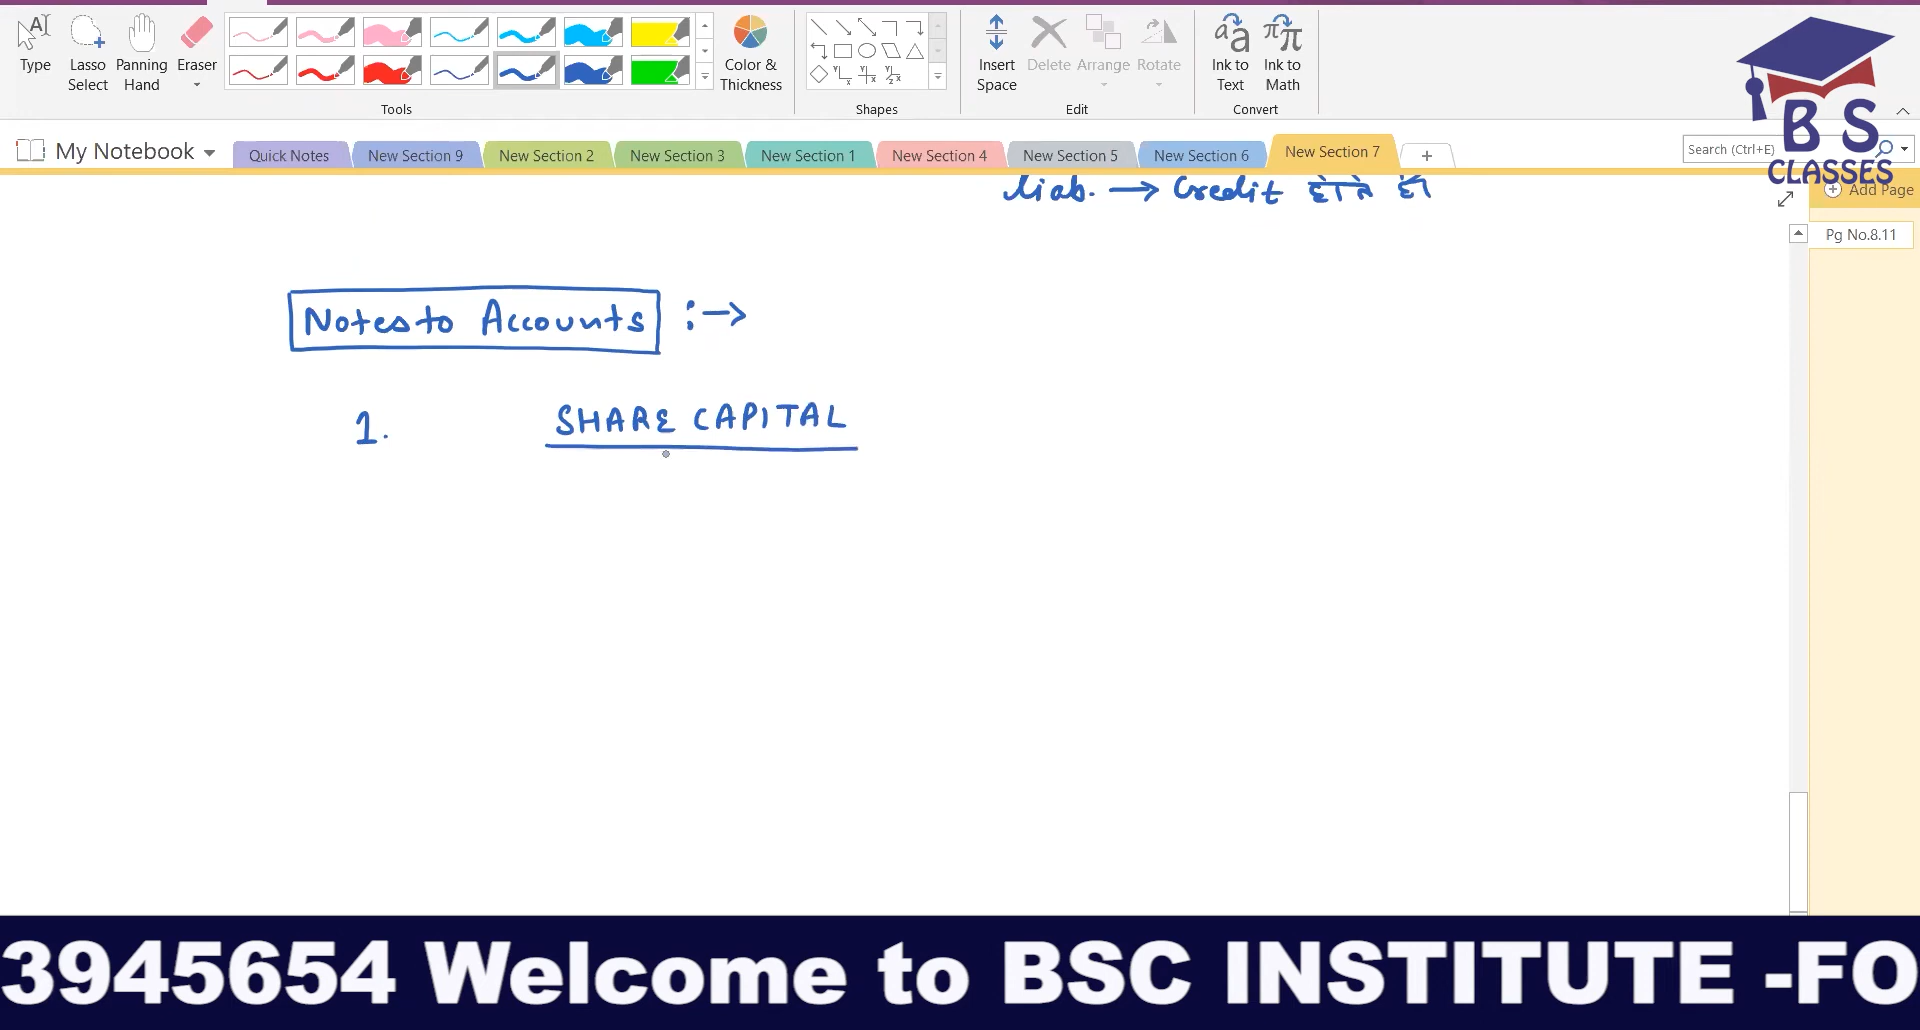 Type
Lasso Select
Panning Hand
Eraser
Color & Thickness
Insert Space
Delete
Arrange
Rotate
Ink to Text
Ink to Math
Tools
Shapes
Edit
Convert
B S
CLASSES
My Notebook
Quick Notes
New Section 9
New Section 2
New Section 3
New Section 1
New Section 4
New Section 5
New Section 6
New Section 7
Search (Ctrl+E)
Add Page
Pg No.8.11
liab. → Credit
Notes to Accounts :→
1. SHARE CAPITAL
3945654 Welcome to BSC INSTITUTE -FO